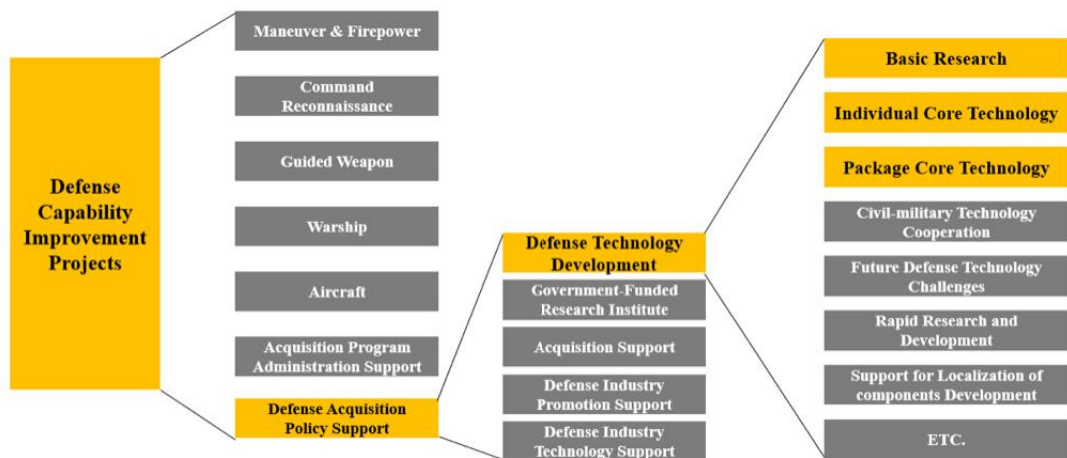 Defense
Capability
Improvement
Projects
Maneuver & Firepower
Command
Reconnaissance
Guided Weapon
Warship
Aircraft
Acquisition Program
Administration Support
Defense Acquisition
Policy Support
Defense Technology
Development
Government-Funded
Research Institute
Acquisition Support
Defense Industry
Promotion Support
Defense Industry
Technology Support
Basic Research
Individual Core Technology
Package Core Technology
Civil-military Technology
Cooperation
Future Defense Technology
Challenges
Rapid Research and
Development
Support for Localization of
components Development
ETC.